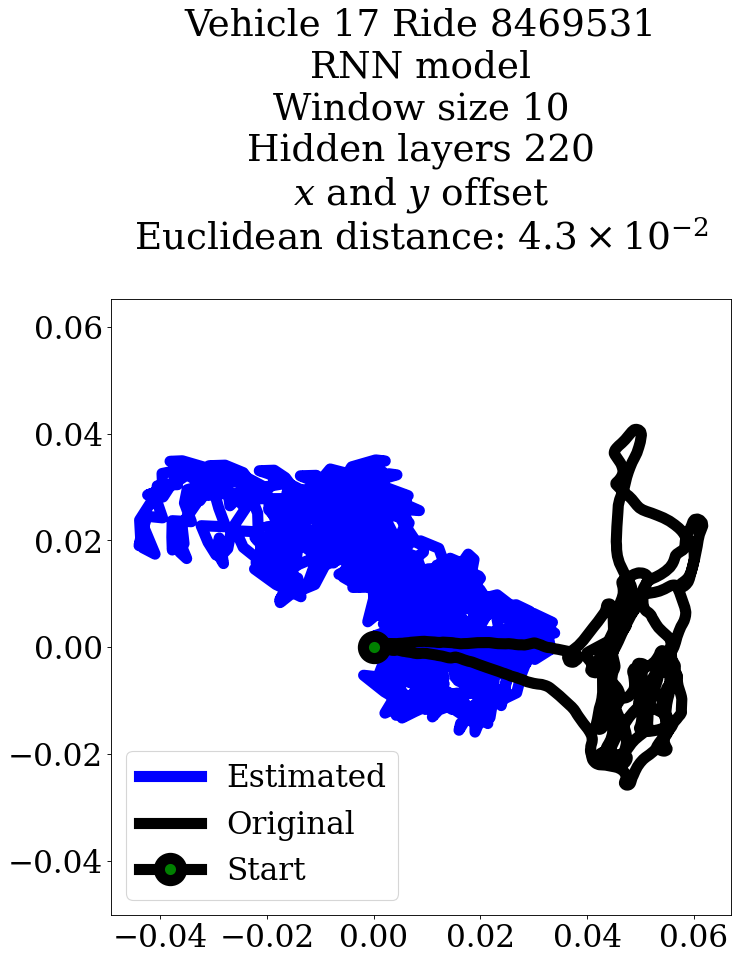 Vehicle 17 Ride 8469531
RNN model
Window size 10
Hidden layers 220
x and y offset
Euclidean distance: 4.3 × 10⁻²
0.06
0.04
0.02
0.00
−0.02
−0.04
Estimated
Original
Start
−0.04 −0.02 0.00 0.02 0.04 0.06